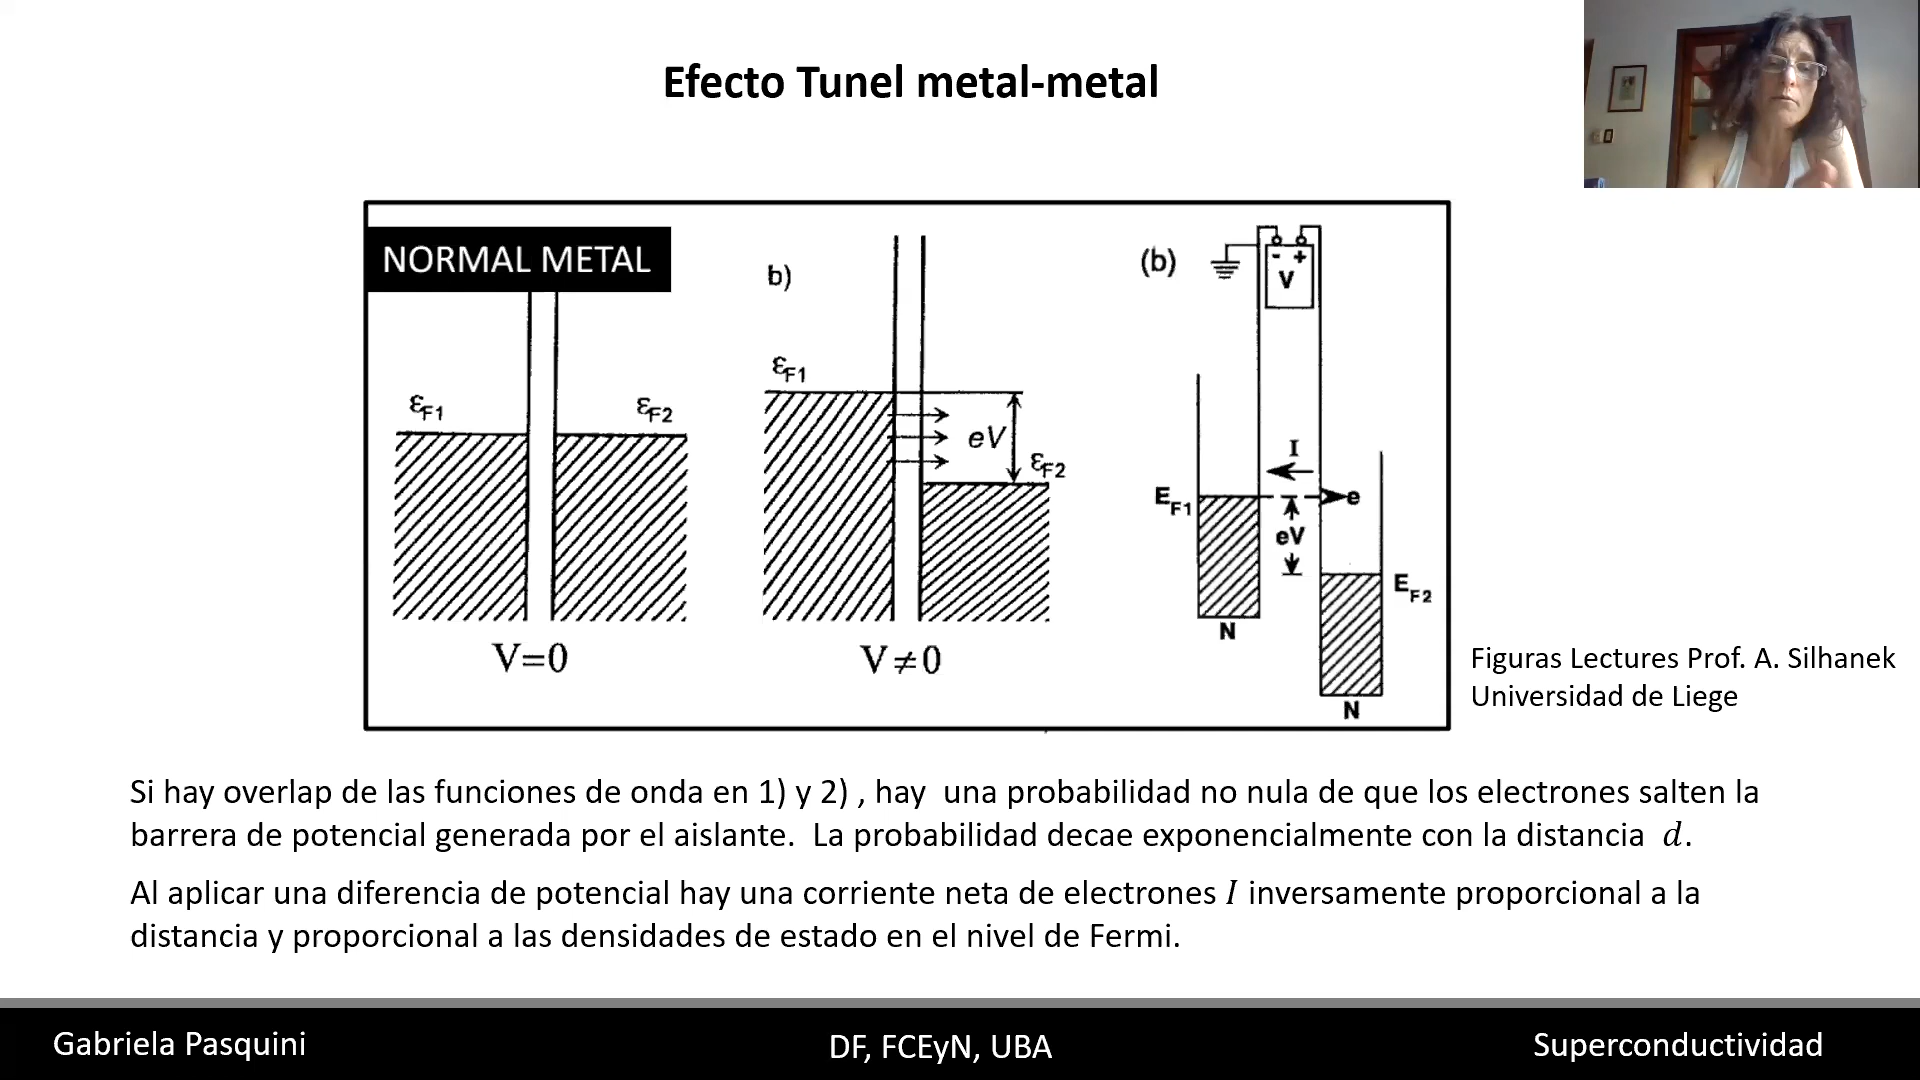 Efecto Tunel metal-metal
NORMAL METAL
εF1
εF2
V=0
b)
εF1
eV
εF2
V≠0
(b)
- +
V
I
EF1
e
eV
EF2
N
N
Figuras Lectures Prof. A. Silhanek
Universidad de Liege
Si hay overlap de las funciones de onda en 1) y 2) , hay una probabilidad no nula de que los electrones salten la
barrera de potencial generada por el aislante. La probabilidad decae exponencialmente con la distancia d.
Al aplicar una diferencia de potencial hay una corriente neta de electrones I inversamente proporcional a la
distancia y proporcional a las densidades de estado en el nivel de Fermi.
Gabriela Pasquini
DF, FCEyN, UBA
Superconductividad